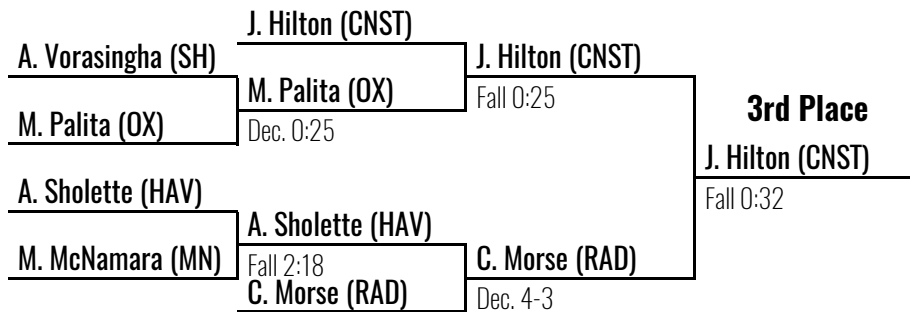 J. Hilton (CNST)
A. Vorasingha (SH)
J. Hilton (CNST)
M. Palita (OX)
Fall 0:25
3rd Place
M. Palita (OX)
Dec. 0:25
J. Hilton (CNST)
A. Sholette (HAV)
Fall 0:32
A. Sholette (HAV)
M. McNamara (MN)
Fall 2:18
C. Morse (RAD)
C. Morse (RAD)
Dec. 4-3